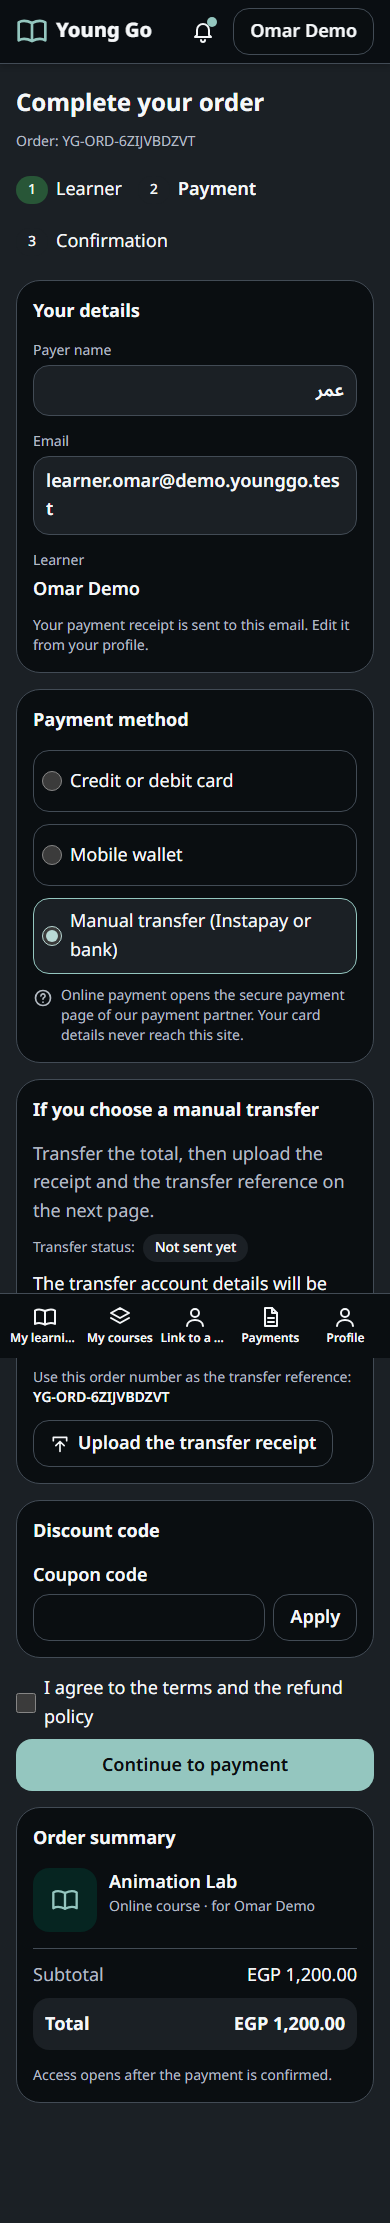 Young Go
Omar Demo
Complete your order
Order: YG-ORD-6ZIJVBDZVT
1 Learner 2 Payment
3 Confirmation
Your details
Payer name
عمر
Email
learner.omar@demo.younggo.tes
t
Learner
Omar Demo
Your payment receipt is sent to this email. Edit it
from your profile.
Payment method
Credit or debit card
Mobile wallet
Manual transfer (Instapay or
bank)
Online payment opens the secure payment
page of our payment partner. Your card
details never reach this site.
If you choose a manual transfer
Transfer the total, then upload the
receipt and the transfer reference on
the next page.
Transfer status: Not sent yet
The transfer account details will be
My learni... My courses Link to a ... Payments Profile
Use this order number as the transfer reference:
YG-ORD-6ZIJVBDZVT
Upload the transfer receipt
Discount code
Coupon code
Apply
I agree to the terms and the refund
policy
Continue to payment
Order summary
Animation Lab
Online course · for Omar Demo
Subtotal EGP 1,200.00
Total EGP 1,200.00
Access opens after the payment is confirmed.